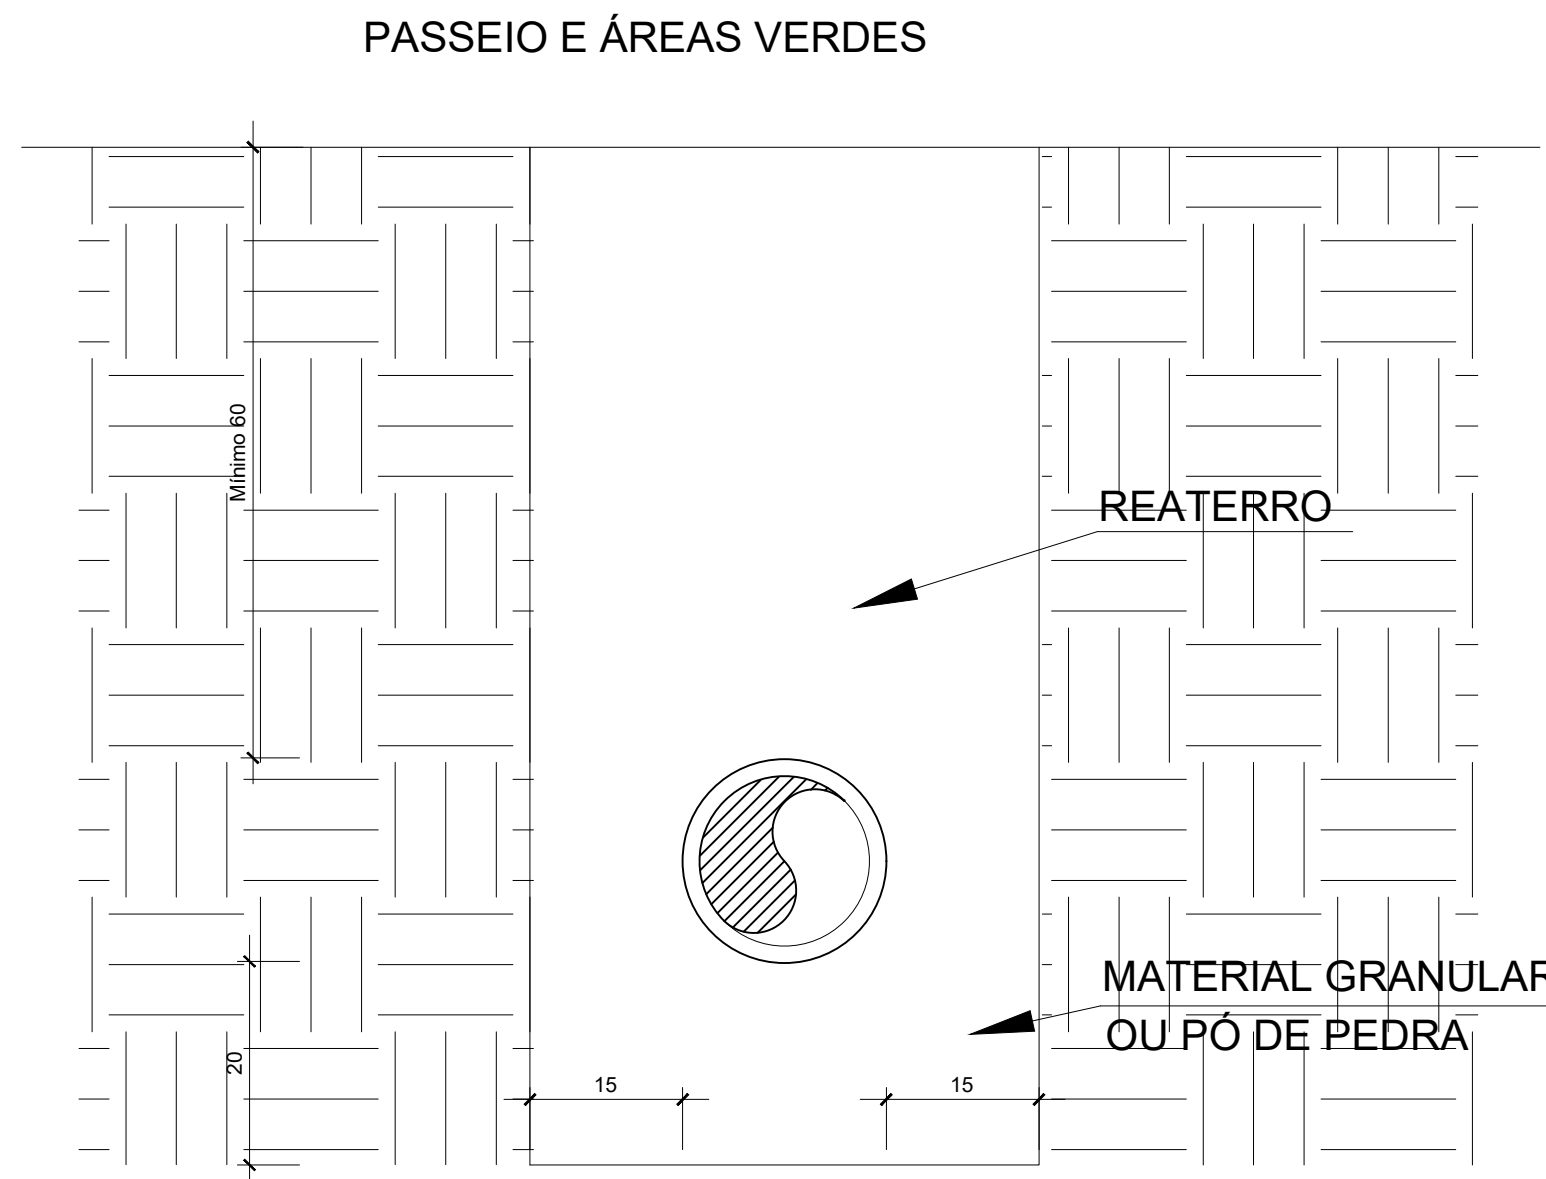 PASSEIO E ÁREAS VERDES
Mínimo 60
REATERRO
MATERIAL GRANULAR
OU PÓ DE PEDRA
20
15
15